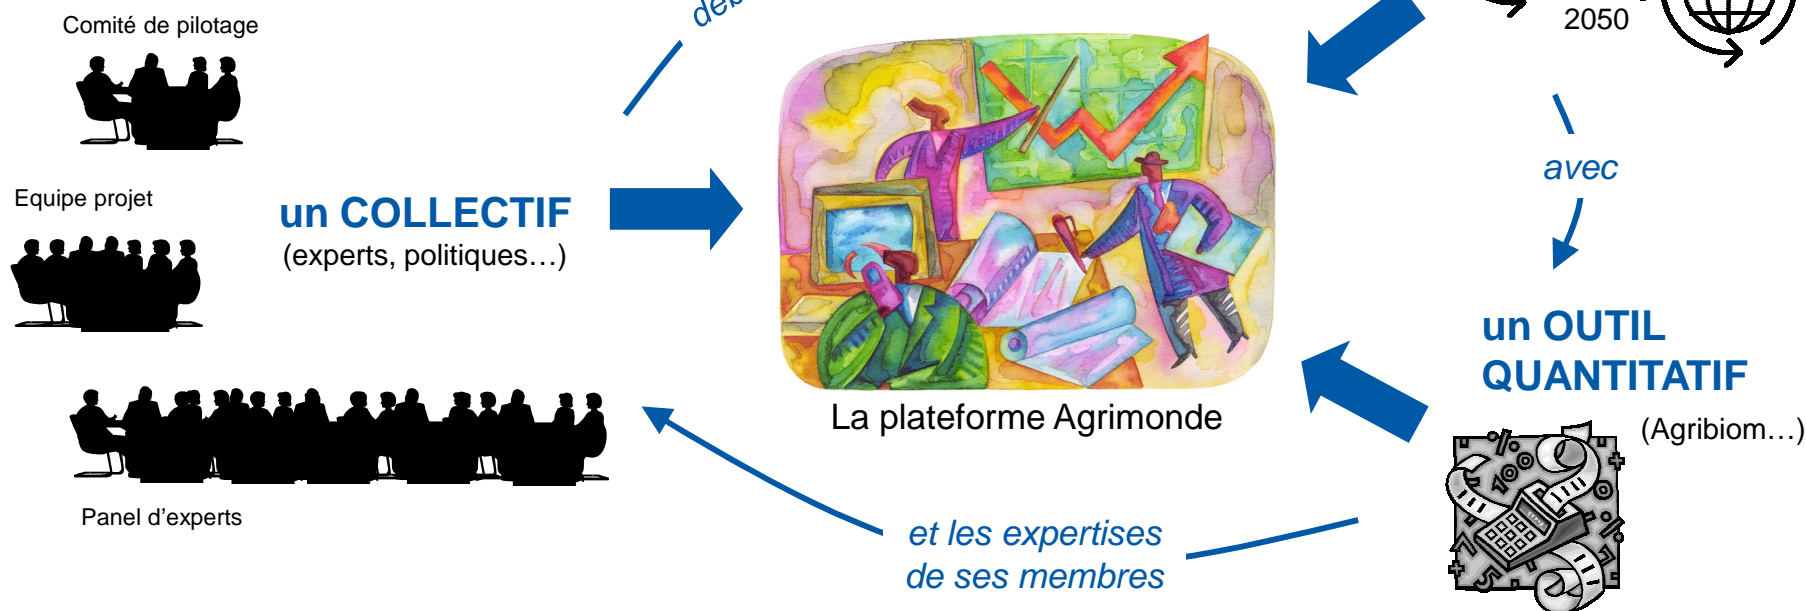 Comité de pilotage
2050
avec
Equipe projet
un COLLECTIF
(experts, politiques…)
un OUTIL
QUANTITATIF
(Agribiom…)
La plateforme Agrimonde
Panel d’experts
et les expertises
de ses membres